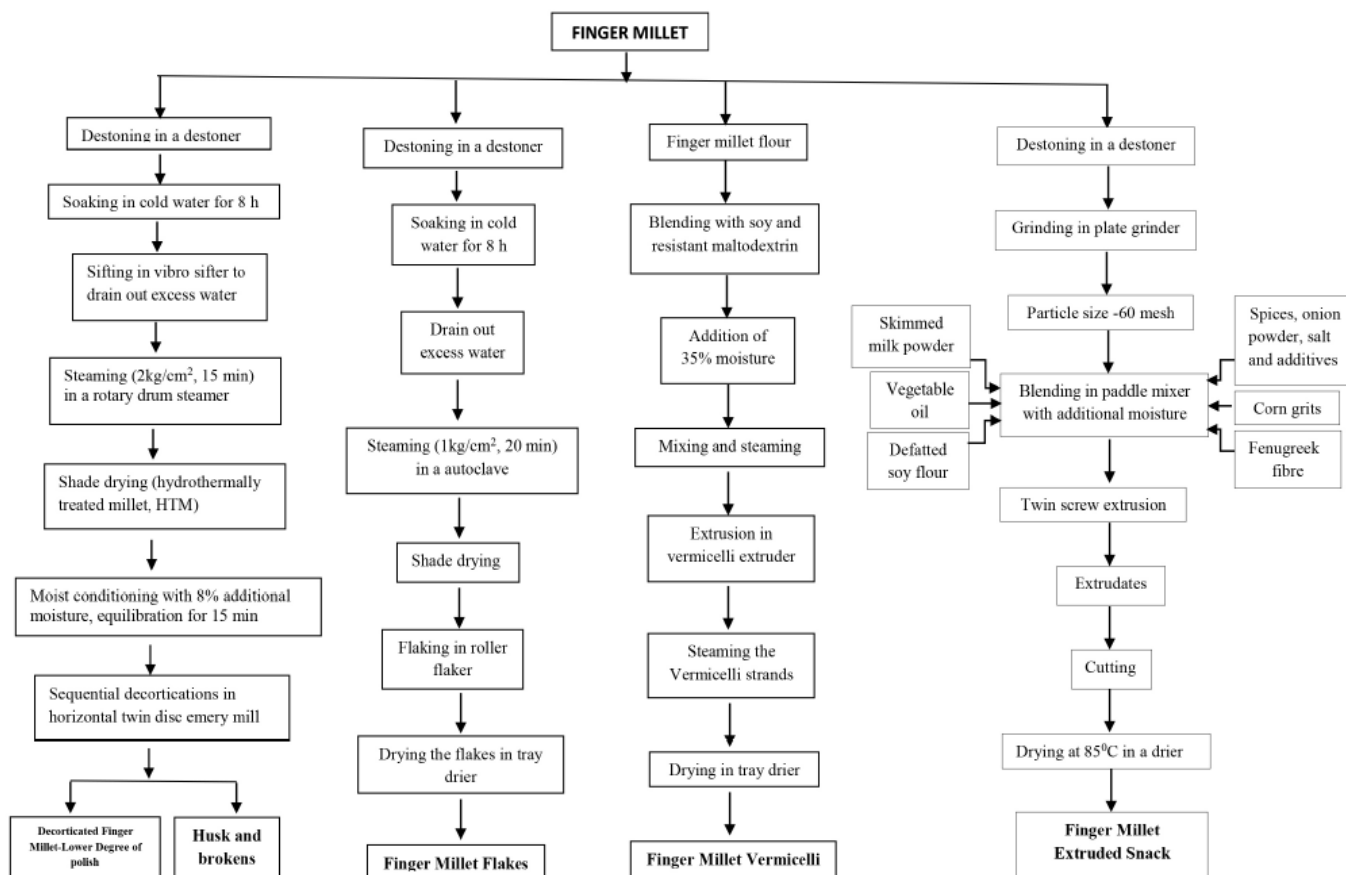 FINGER MILLET
Destoning in a destoner
Soaking in cold water for 8 h
Sifting in vibro sifter to
drain out excess water
Steaming (2kg/cm², 15 min)
in a rotary drum steamer
Shade drying (hydrothermally
treated millet, HTM)
Moist conditioning with 8% additional
moisture, equilibration for 15 min
Sequential decortications in
horizontal twin disc emery mill
Decorticated Finger
Millet-Lower Degree of
polish
Husk and
brokens
Destoning in a destoner
Soaking in cold
water for 8 h
Drain out
excess water
Steaming (1kg/cm², 20 min)
in a autoclave
Shade drying
Flaking in roller
flaker
Drying the flakes in tray
drier
Finger Millet Flakes
Finger millet flour
Blending with soy and
resistant maltodextrin
Addition of
35% moisture
Mixing and steaming
Extrusion in
vermicelli extruder
Steaming the
Vermicelli strands
Drying in tray drier
Finger Millet Vermicelli
Destoning in a destoner
Grinding in plate grinder
Particle size -60 mesh
Skimmed
milk powder
Vegetable
oil
Defatted
soy flour
Blending in paddle mixer
with additional moisture
Spices, onion
powder, salt
and additives
Corn grits
Fenugreek
fibre
Twin screw extrusion
Extrudates
Cutting
Drying at 85⁰C in a drier
Finger Millet
Extruded Snack